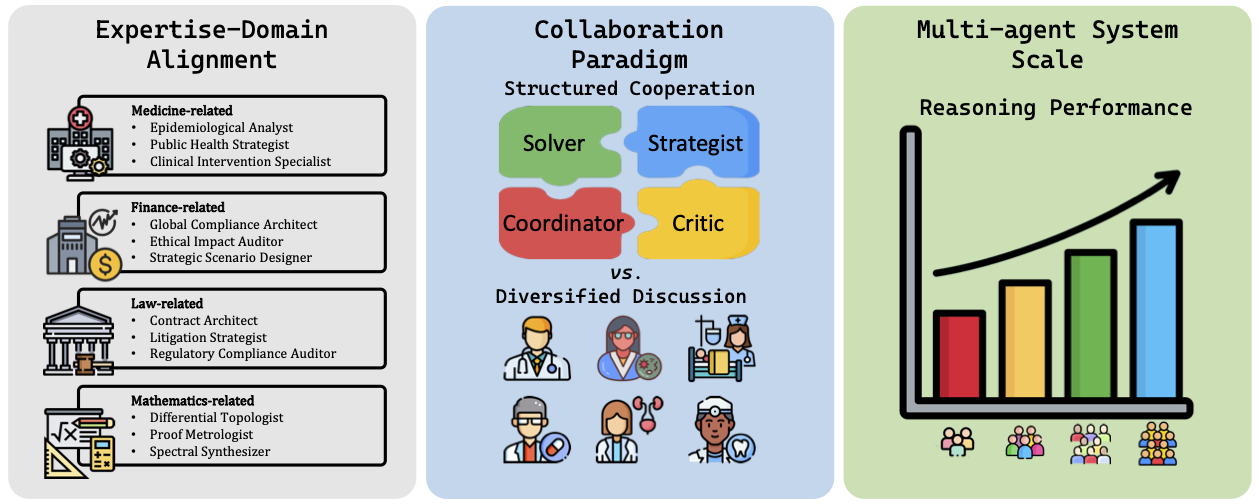 Expertise-Domain
Alignment
Medicine-related
• Epidemiological Analyst
• Public Health Strategist
• Clinical Intervention Specialist
Finance-related
• Global Compliance Architect
• Ethical Impact Auditor
• Strategic Scenario Designer
$
Law-related
• Contract Architect
• Litigation Strategist
• Regulatory Compliance Auditor
Mathematics-related
• Differential Topologist
• Proof Metrologist
• Spectral Synthesizer
√x
Collaboration
Paradigm
Structured Cooperation
Solver
Strategist
Coordinator
Critic
vs.
Diversified Discussion
Multi-agent System
Scale
Reasoning Performance